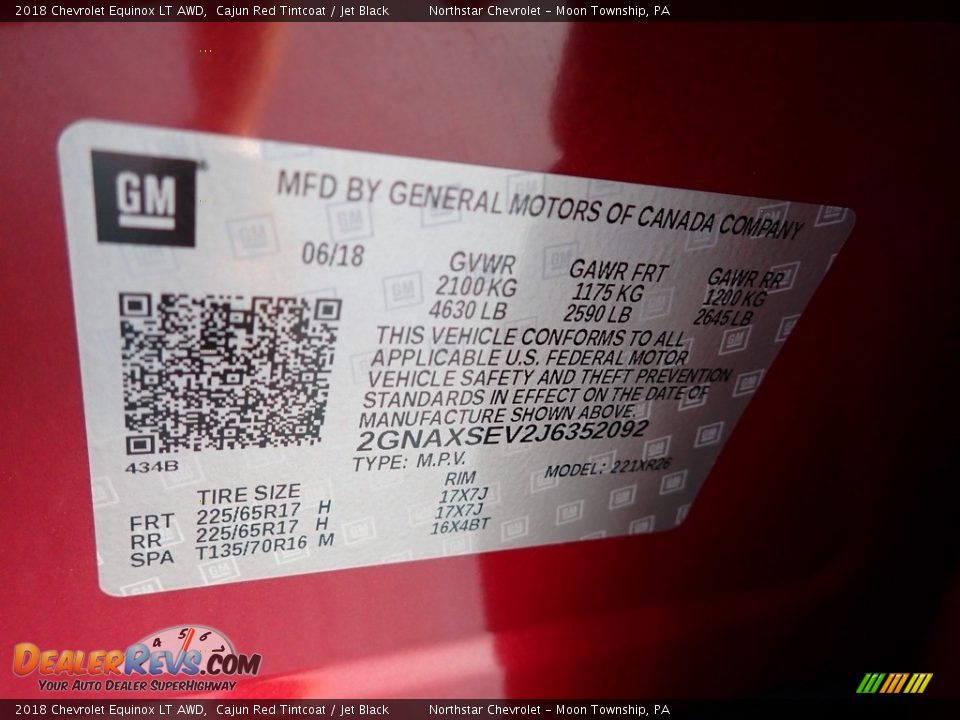 2018 Chevrolet Equinox LT AWD, Cajun Red Tintcoat / Jet Black Northstar Chevrolet - Moon Township, PA
GM
MFD BY GENERAL MOTORS OF CANADA COMPANY
06/18
GVWR GAWR FRT GAWR RR
2100 KG 1175 KG 1200 KG
4630 LB 2590 LB 2645 LB
THIS VEHICLE CONFORMS TO ALL
APPLICABLE U.S. FEDERAL MOTOR
VEHICLE SAFETY AND THEFT PREVENTION
STANDARDS IN EFFECT ON THE DATE OF
MANUFACTURE SHOWN ABOVE.
2GNAXSEV2J6352092
434B
TYPE: M.P.V. MODEL: 221XR26
TIRE SIZE RIM
FRT 225/65R17 H 17X7J
RR 225/65R17 H 17X7J
SPA T135/70R16 M 16X4BT
4 5 6
DEALERREVS.COM
YOUR AUTO DEALER SUPERHIGHWAY
2018 Chevrolet Equinox LT AWD, Cajun Red Tintcoat / Jet Black Northstar Chevrolet - Moon Township, PA